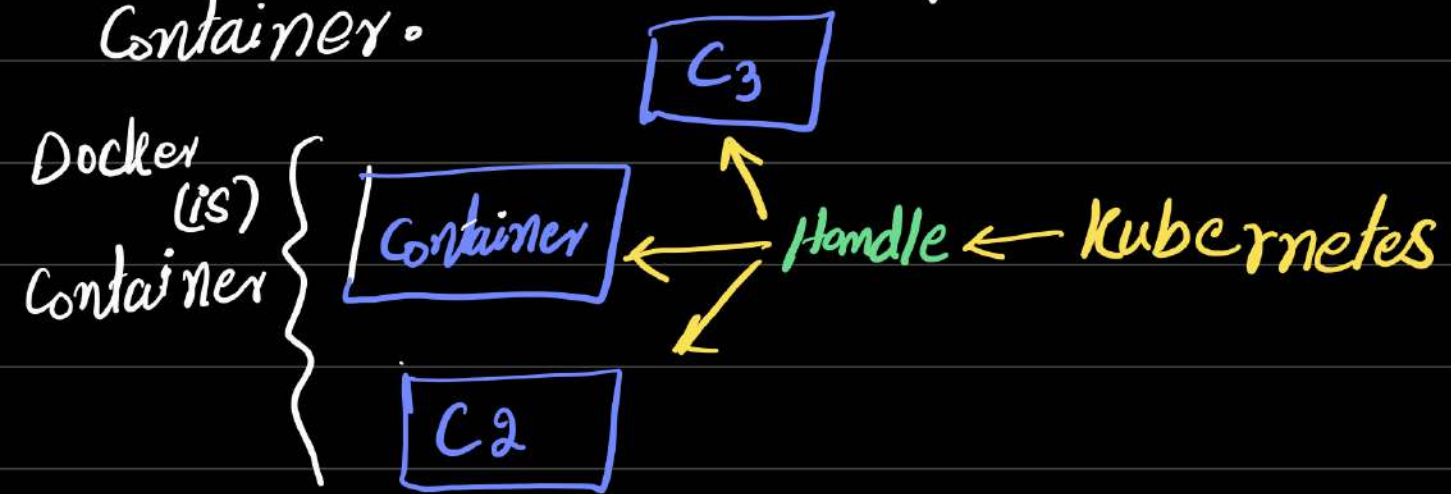 Container.
C3
Docker
(is)
Container
Container
Handle
Kubernetes
C2